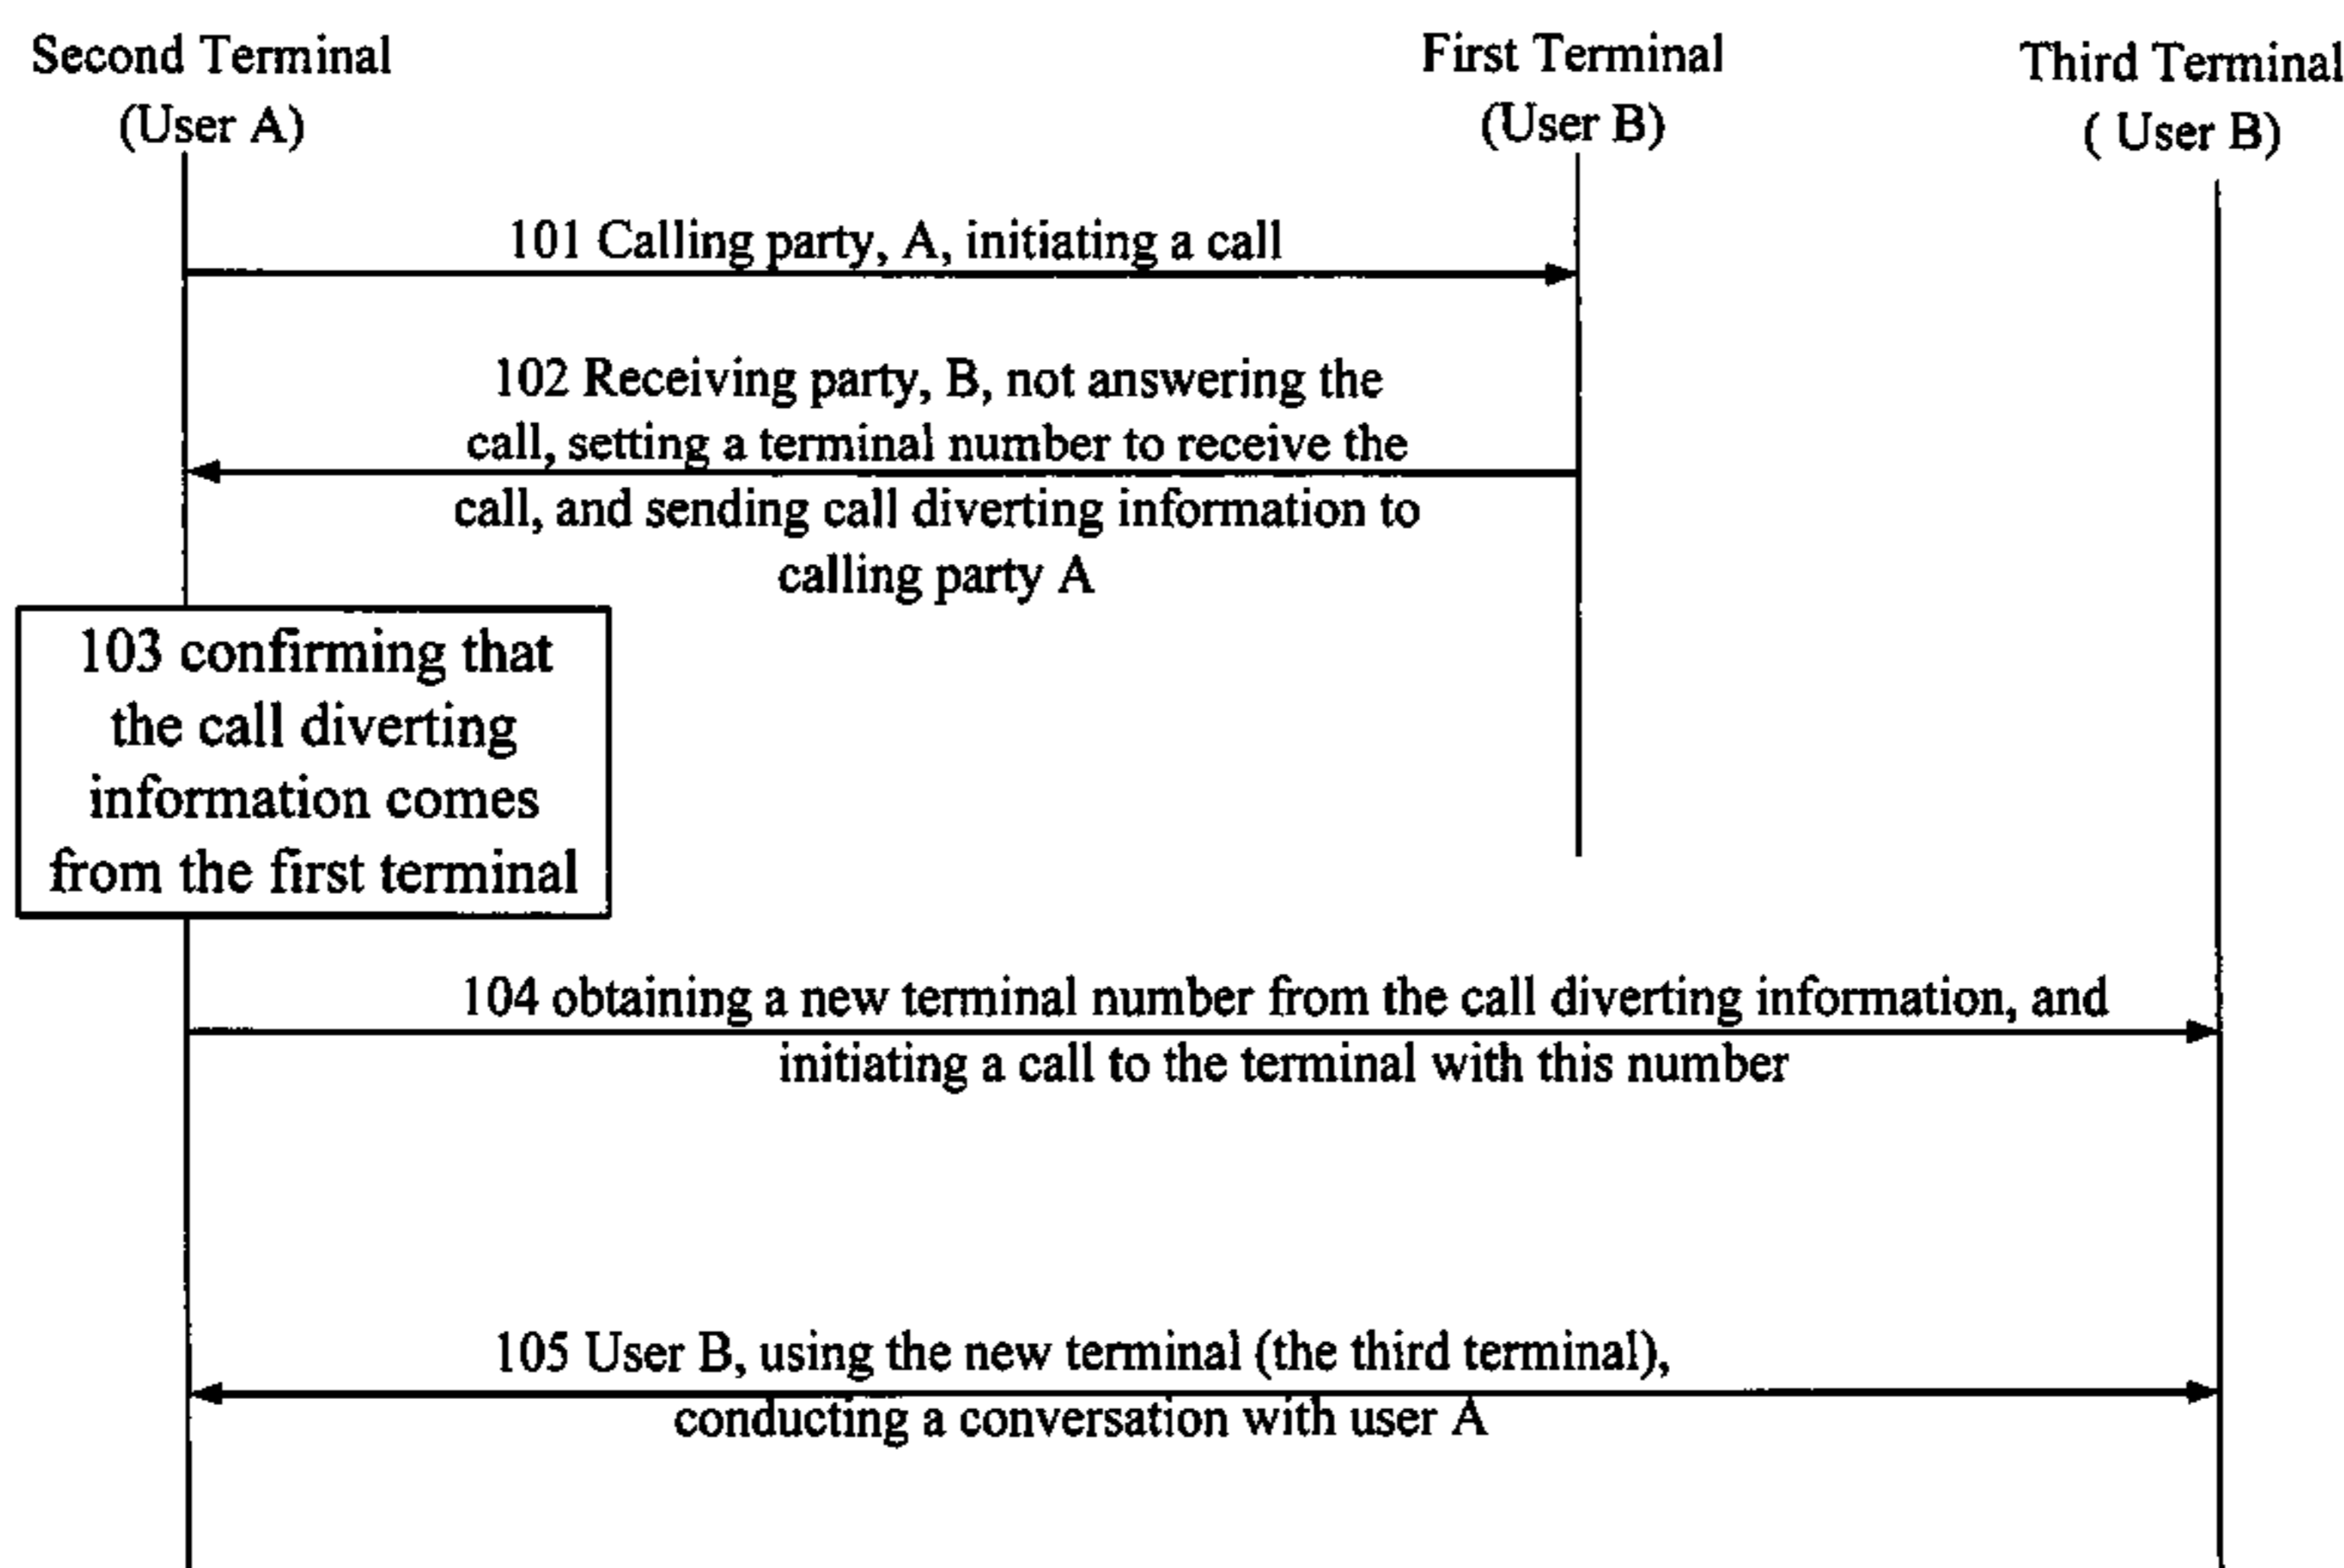 Second Terminal
(User A)
First Terminal
(User B)
Third Terminal
( User B)
101 Calling party, A, initiating a call
102 Receiving party, B, not answering the
call, setting a terminal number to receive the
call, and sending call diverting information to
calling party A
103 confirming that
the call diverting
information comes
from the first terminal
104 obtaining a new terminal number from the call diverting information, and
initiating a call to the terminal with this number
105 User B, using the new terminal (the third terminal),
conducting a conversation with user A